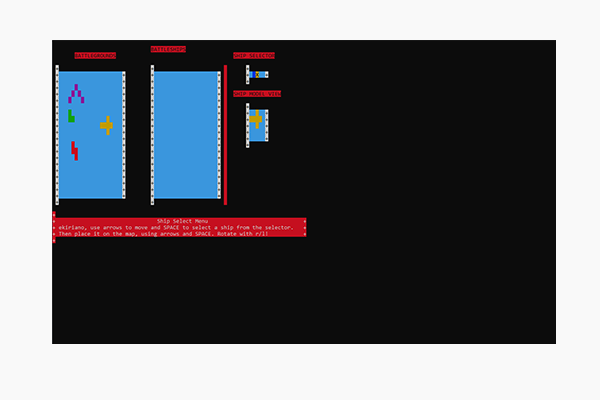 BATTLEGROUNDS
BATTLESHIPS
SHIP SELECTOR
SHIP MODEL VIEW
Ship Select Menu
ekiriano, use arrows to move and SPACE to select a ship from the selector.
Then place it on the map, using arrows and SPACE. Rotate with r/l!